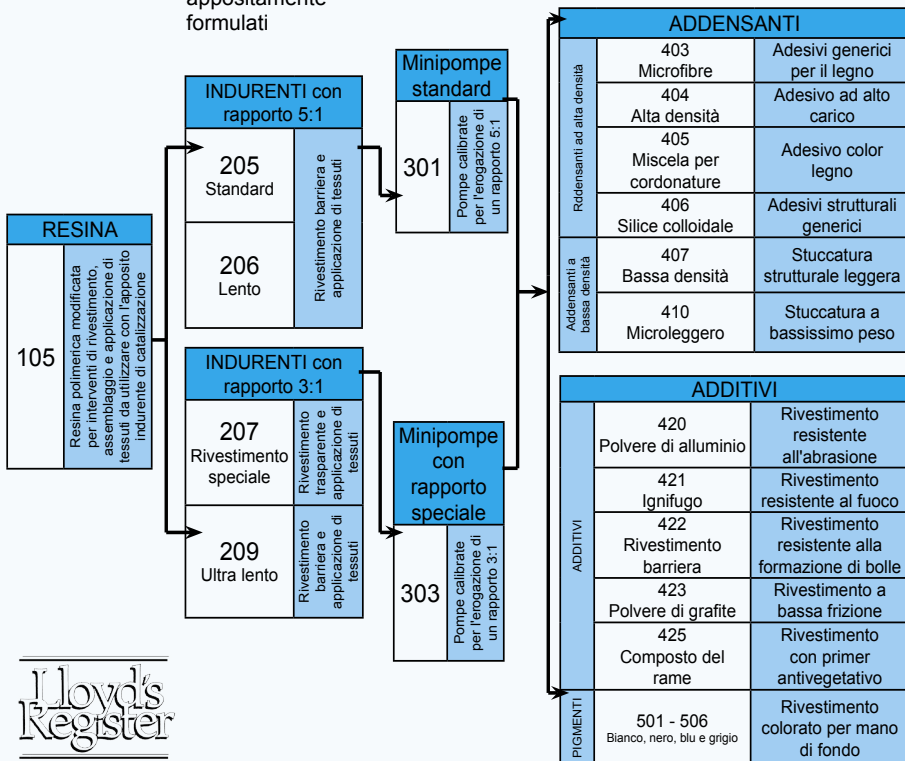 appositamente
formulati
RESINA
105
Resina polimerica modificata
per interventi di rivestimento,
assemblaggio e applicazione di
tessuti da utilizzare con l'apposito
indurente di catalizzazione
INDURENTI con
rapporto 5:1
205
Standard
206
Lento
Rivestimento barriera e
applicazione di tessuti
INDURENTI con
rapporto 3:1
207
Rivestimento
speciale
Rivestimento
trasparente e
applicazione di
tessuti
209
Ultra lento
Rivestimento
barriera e
applicazione di
tessuti
Minipompe
standard
301
Pompe calibrate
per l'erogazione di
un rapporto 5:1
Minipompe
con
rapporto
speciale
303
Pompe calibrate
per l'erogazione di
un rapporto 3:1
ADDENSANTI
Rddensanti ad alta densità
403
Microfibre
Adesivi generici
per il legno
404
Alta densità
Adesivo ad alto
carico
405
Miscela per
cordonature
Adesivo color
legno
406
Silice colloidale
Adesivi strutturali
generici
Addensanti a
bassa densità
407
Bassa densità
Stuccatura
strutturale leggera
410
Microleggero
Stuccatura a
bassissimo peso
ADDITIVI
ADDITIVI
420
Polvere di alluminio
Rivestimento
resistente
all'abrasione
421
Ignifugo
Rivestimento
resistente al fuoco
422
Rivestimento
barriera
Rivestimento
resistente alla
formazione di bolle
423
Polvere di grafite
Rivestimento a
bassa frizione
425
Composto del
rame
Rivestimento
con primer
antivegetativo
PIGMENTI
501 - 506
Bianco, nero, blu e grigio
Rivestimento
colorato per mano
di fondo
Lloyd's
Register